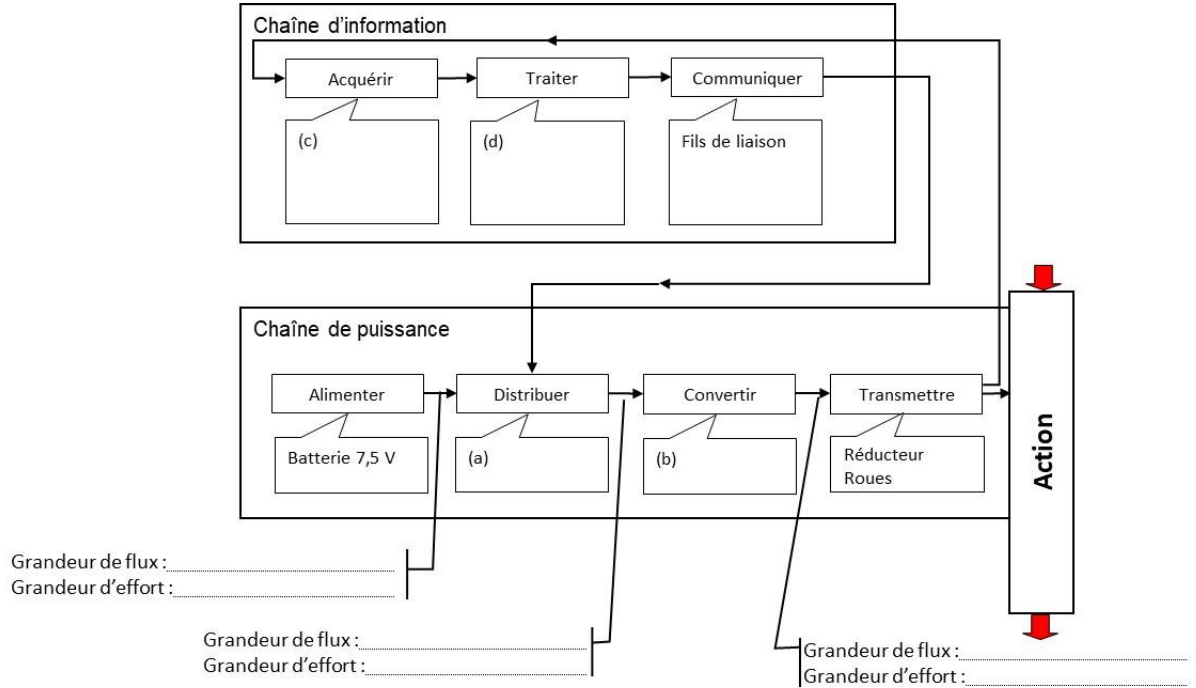 Chaîne d'information
Acquérir
Traiter
Communiquer
(c)
(d)
Fils de liaison
Chaîne de puissance
Alimenter
Distribuer
Convertir
Transmettre
Batterie 7,5 V
(a)
(b)
Réducteur
Roues
Action
Grandeur de flux :
Grandeur d'effort :
Grandeur de flux :
Grandeur d'effort :
Grandeur de flux :
Grandeur d'effort :